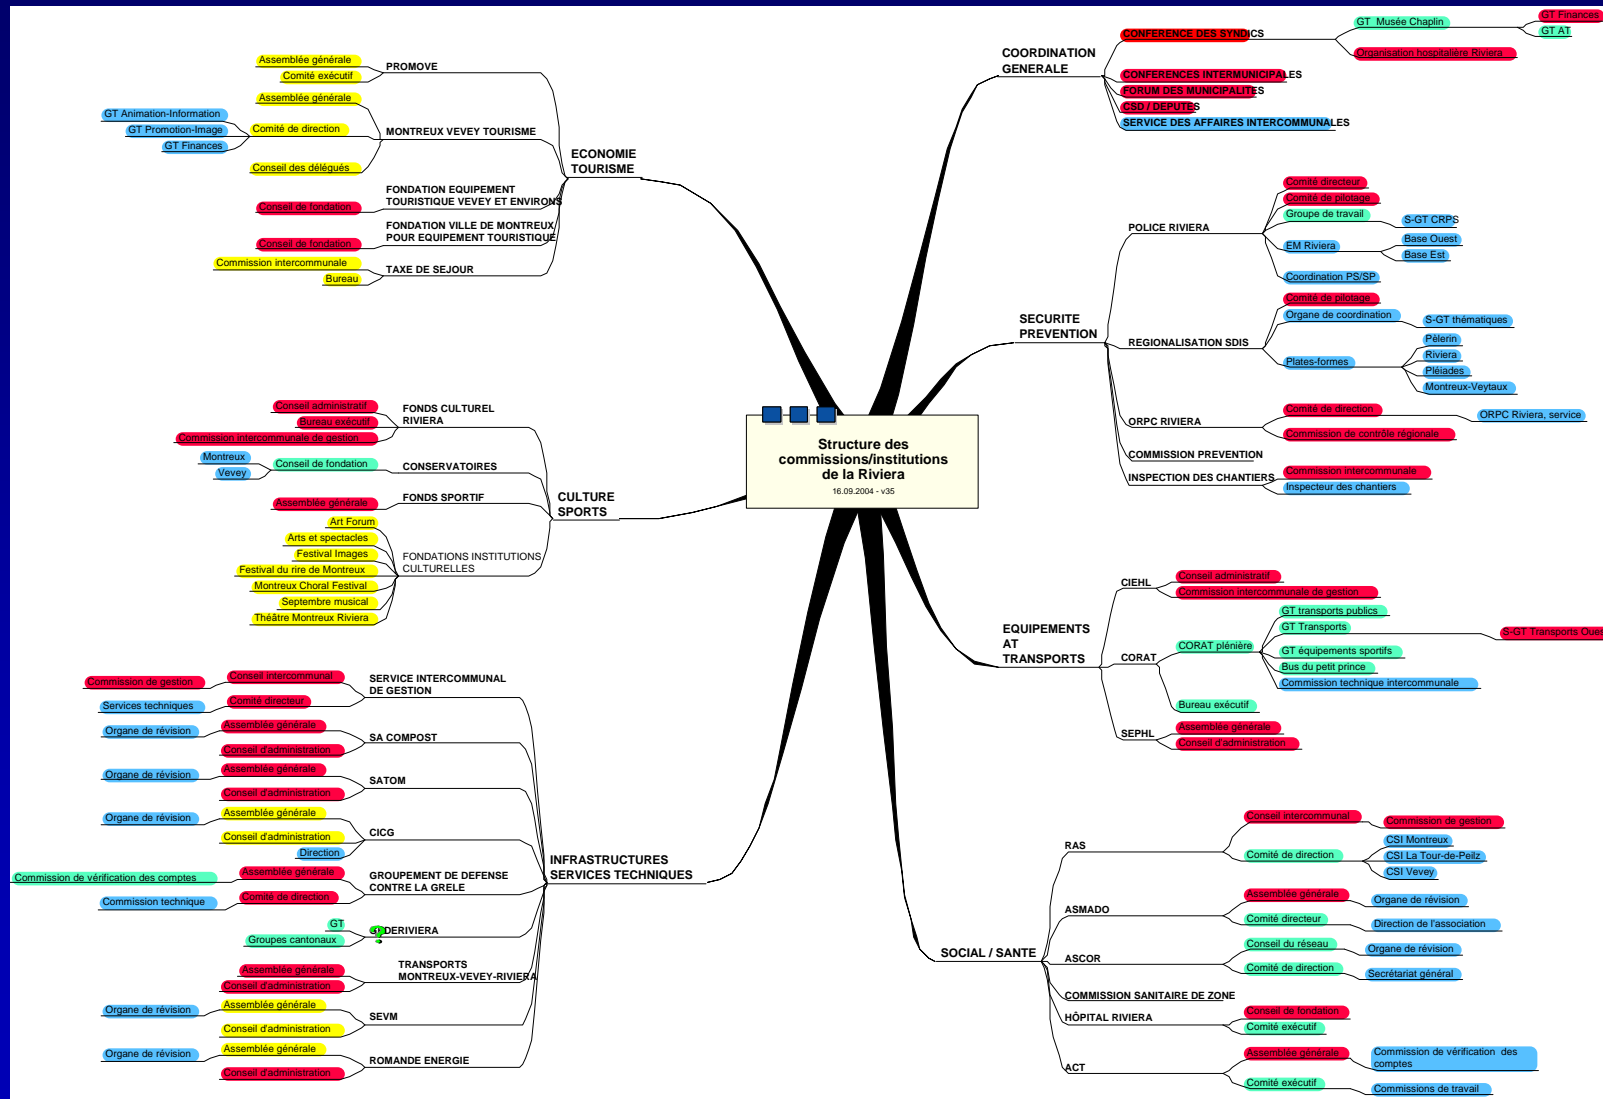 Structure des
commissions/institutions
de la Riviera
16.09.2004 - v35
COORDINATION
GENERALE
CONFERENCE DES SYNDICS
GT Musée Chaplin
GT Finances
GT AT
Organisation hospitalière Riviera
CONFERENCES INTERMUNICIPALES
FORUM DES MUNICIPALITES
CSD / DEPUTES
SERVICE DES AFFAIRES INTERCOMMUNALES
SECURITE
PREVENTION
POLICE RIVIERA
Comité directeur
Comité de pilotage
Groupe de travail
S-GT CRPS
EM Riviera
Base Ouest
Base Est
Coordination PS/SP
REGIONALISATION SDIS
Comité de pilotage
Organe de coordination
S-GT thématiques
Plates-formes
Pèlerin
Riviera
Pléiades
Montreux-Veytaux
ORPC RIVIERA
Comité de direction
ORPC Riviera, service
Commission de contrôle régionale
COMMISSION PREVENTION
INSPECTION DES CHANTIERS
Commission intercommunale
Inspecteur des chantiers
EQUIPEMENTS
AT
TRANSPORTS
CIEHL
Conseil administratif
Commission intercommunale de gestion
CORAT
CORAT plénière
GT transports publics
GT Transports
S-GT Transports Oues
GT équipements sportifs
Bus du petit prince
Commission technique intercommunale
Bureau exécutif
SEPHL
Assemblée générale
Conseil d'administration
SOCIAL / SANTE
RAS
Conseil intercommunal
Commission de gestion
Comité de direction
CSI Montreux
CSI La Tour-de-Peilz
CSI Vevey
ASMADO
Assemblée générale
Organe de révision
Comité directeur
Direction de l'association
ASCOR
Conseil du réseau
Organe de révision
Comité de direction
Secrétariat général
COMMISSION SANITAIRE DE ZONE
HÔPITAL RIVIERA
Conseil de fondation
Comité exécutif
ACT
Assemblée générale
Commission de vérification des
comptes
Comité exécutif
Commissions de travail
ECONOMIE
TOURISME
PROMOVE
Assemblée générale
Comité exécutif
MONTREUX VEVEY TOURISME
Assemblée générale
Comité de direction
GT Animation-Information
GT Promotion-Image
GT Finances
Conseil des délégués
FONDATION EQUIPEMENT
TOURISTIQUE VEVEY ET ENVIRONS
Conseil de fondation
FONDATION VILLE DE MONTREUX
POUR EQUIPEMENT TOURISTIQUE
Conseil de fondation
TAXE DE SEJOUR
Commission intercommunale
Bureau
CULTURE
SPORTS
FONDS CULTUREL
RIVIERA
Conseil administratif
Bureau exécutif
Commission intercommunale de gestion
CONSERVATOIRES
Conseil de fondation
Montreux
Vevey
FONDS SPORTIF
Assemblée générale
FONDATIONS INSTITUTIONS
CULTURELLES
Art Forum
Arts et spectacles
Festival Images
Festival du rire de Montreux
Montreux Choral Festival
Septembre musical
Théâtre Montreux Riviera
INFRASTRUCTURES
SERVICES TECHNIQUES
SERVICE INTERCOMMUNAL
DE GESTION
Conseil intercommunal
Commission de gestion
Comité directeur
Services techniques
SA COMPOST
Assemblée générale
Organe de révision
Conseil d'administration
SATOM
Assemblée générale
Organe de révision
Conseil d'administration
CICG
Assemblée générale
Organe de révision
Conseil d'administration
Direction
GROUPEMENT DE DEFENSE
CONTRE LA GRELE
Assemblée générale
Commission de vérification des comptes
Comité de direction
Commission technique
DERIVIERA
GT
Groupes cantonaux
TRANSPORTS
MONTREUX-VEVEY-RIVIERA
Assemblée générale
Conseil d'administration
SEVM
Assemblée générale
Organe de révision
Conseil d'administration
ROMANDE ENERGIE
Assemblée générale
Organe de révision
Conseil d'administration